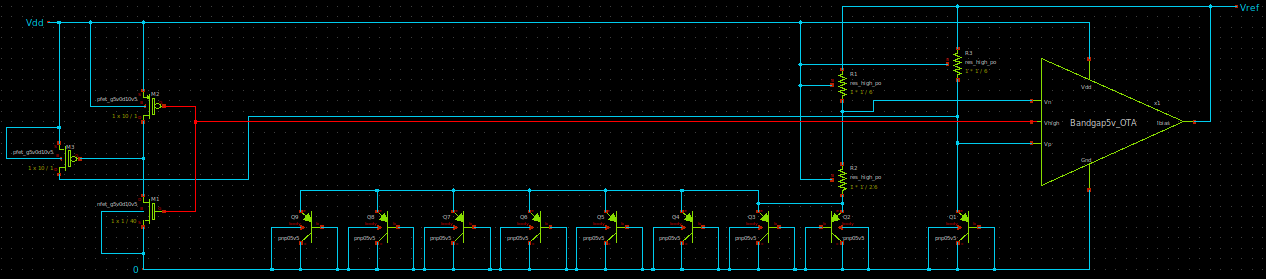 Vref
Vdd
R3
res_high_po
1 * 1 / 6
R1
res_high_po
1 * 1 / 6
Vdd
M2
pfet_g5v0d10v5
1 x 10 / 1
Vn
x1
Vhigh
Bandgap5v_OTA
Ibias
Vp
M3
pfet_g5v0d10v5
1 x 10 / 1
Gnd
R2
res_high_po
1 * 1 / 2.6
M1
nfet_g5v0d10v5
1 x 1 / 40
Q9
Q8
Q7
Q6
Q5
Q4
Q3
Q2
Q1
pnp05v5
pnp05v5
pnp05v5
pnp05v5
pnp05v5
pnp05v5
pnp05v5
pnp05v5
pnp05v5
0